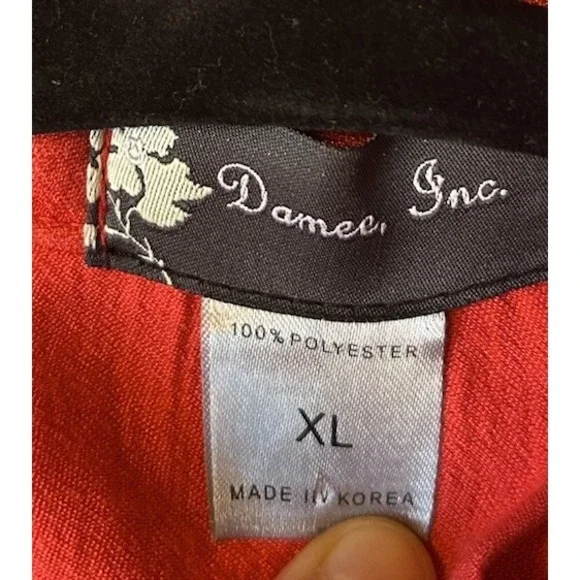 Damee, Inc.
100% POLYESTER
XL
MADE IN KOREA